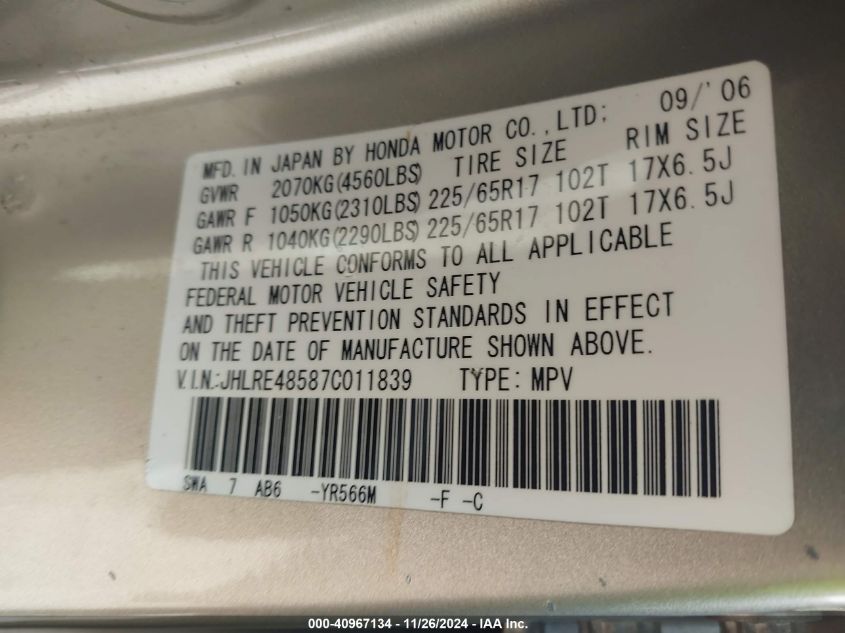 MFD. IN JAPAN BY HONDA MOTOR CO., LTD; 09/'06
GVWR 2070KG(4560LBS) TIRE SIZE RIM SIZE
GAWR F 1050KG(2310LBS) 225/65R17 102T 17X6.5J
GAWR R 1040KG(2290LBS) 225/65R17 102T 17X6.5J
THIS VEHICLE CONFORMS TO ALL APPLICABLE
FEDERAL MOTOR VEHICLE SAFETY
AND THEFT PREVENTION STANDARDS IN EFFECT
ON THE DATE OF MANUFACTURE SHOWN ABOVE.
V.I.N.:JHLRE48587C011839 TYPE: MPV
SWA 7 AB6 -YR566M -F -C
000-40967134 - 11/26/2024 - IAA Inc.